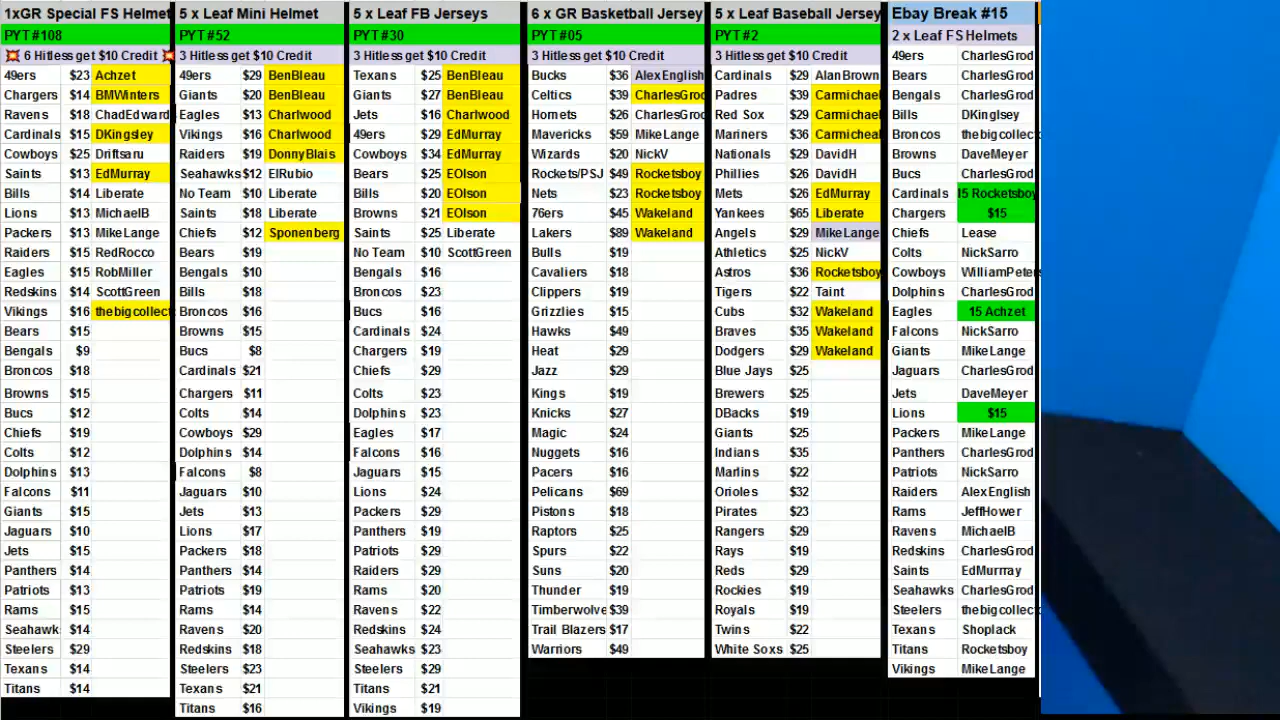 1xGR Special FS Helmet
PYT #108
💥 6 Hitless get $10 Credit 💥
49ers $23 Achzet
Chargers $14 BMWinters
Ravens $18 ChadEdward
Cardinals $15 DKingsley
Cowboys $25 Driftsaru
Saints $13 EdMurray
Bills $14 Liberate
Lions $13 MichaelB
Packers $13 MikeLange
Raiders $15 RedRocco
Eagles $15 RobMiller
Redskins $14 ScottGreen
Vikings $16 thebigcollect
Bears $15
Bengals $9
Broncos $18
Browns $15
Bucs $12
Chiefs $19
Colts $12
Dolphins $13
Falcons $11
Giants $15
Jaguars $10
Jets $15
Panthers $14
Patriots $13
Rams $15
Seahawk $14
Steelers $29
Texans $14
Titans $14
5 x Leaf Mini Helmet
PYT #52
3 Hitless get $10 Credit
49ers $29 BenBleau
Giants $20 BenBleau
Eagles $13 Charlwood
Vikings $16 Charlwood
Raiders $19 DonnyBlais
Seahawks $12 ElRubio
No Team $10 Liberate
Saints $18 Liberate
Chiefs $12 Sponenberg
Bears $19
Bengals $10
Bills $18
Broncos $16
Browns $15
Bucs $8
Cardinals $21
Chargers $11
Colts $14
Cowboys $29
Dolphins $14
Falcons $8
Jaguars $10
Jets $13
Lions $17
Packers $18
Panthers $14
Patriots $19
Rams $14
Ravens $20
Redskins $18
Steelers $23
Texans $21
Titans $16
5 x Leaf FB Jerseys
PYT #30
3 Hitless get $10 Credit
Texans $25 BenBleau
Giants $27 BenBleau
Jets $16 Charlwood
49ers $29 EdMurray
Cowboys $34 EdMurray
Bears $25 EOlson
Bills $20 EOlson
Browns $21 EOlson
Saints $25 Liberate
No Team $10 ScottGreen
Bengals $16
Broncos $23
Bucs $16
Cardinals $24
Chargers $19
Chiefs $29
Colts $23
Dolphins $23
Eagles $17
Falcons $16
Jaguars $15
Lions $24
Packers $29
Panthers $19
Patriots $29
Raiders $29
Rams $20
Ravens $22
Redskins $24
Seahawks $23
Steelers $29
Titans $21
Vikings $19
6 x GR Basketball Jersey
PYT #05
3 Hitless get $10 Credit
Bucks $36 AlexEnglish
Celtics $39 CharlesGrod
Hornets $26 CharlesGrod
Mavericks $59 MikeLange
Wizards $20 NickV
Rockets/PSJ $49 Rocketsboy
Nets $23 Rocketsboy
76ers $45 Wakeland
Lakers $89 Wakeland
Bulls $19
Cavaliers $18
Clippers $19
Grizzlies $15
Hawks $49
Heat $29
Jazz $29
Kings $19
Knicks $27
Magic $24
Nuggets $16
Pacers $16
Pelicans $69
Pistons $18
Raptors $25
Spurs $22
Suns $20
Thunder $19
Timberwolve $39
Trail Blazers $17
Warriors $49
5 x Leaf Baseball Jersey
PYT #2
3 Hitless get $10 Credit
Cardinals $29 AlanBrown
Padres $39 Carmichael
Red Sox $29 Carmichael
Mariners $36 Carmicheal
Nationals $29 DavidH
Phillies $26 DavidH
Mets $26 EdMurray
Yankees $65 Liberate
Angels $29 MikeLange
Athletics $25 NickV
Astros $36 Rocketsboy
Tigers $22 Taint
Cubs $32 Wakeland
Braves $35 Wakeland
Dodgers $29 Wakeland
Blue Jays $25
Brewers $25
DBacks $19
Giants $25
Indians $35
Marlins $22
Orioles $32
Pirates $23
Rangers $29
Rays $19
Reds $29
Rockies $19
Royals $19
Twins $22
White Soxs $25
Ebay Break #15
2 x Leaf FS Helmets
49ers CharlesGrod
Bears CharlesGrod
Bengals CharlesGrod
Bills DKingsley
Broncos thebigcollect
Browns DaveMeyer
Bucs CharlesGrod
Cardinals 15 Rocketsboy
Chargers $15
Chiefs Lease
Colts NickSarro
Cowboys WilliamPeters
Dolphins CharlesGrod
Eagles 15 Achzet
Falcons NickSarro
Giants MikeLange
Jaguars CharlesGrod
Jets DaveMeyer
Lions $15
Packers MikeLange
Panthers CharlesGrod
Patriots NickSarro
Raiders AlexEnglish
Rams JeffHower
Ravens MichaelB
Redskins CharlesGrod
Saints EdMurrray
Seahawks CharlesGrod
Steelers thebigcollect
Texans Shoplack
Titans Rocketsboy
Vikings MikeLange